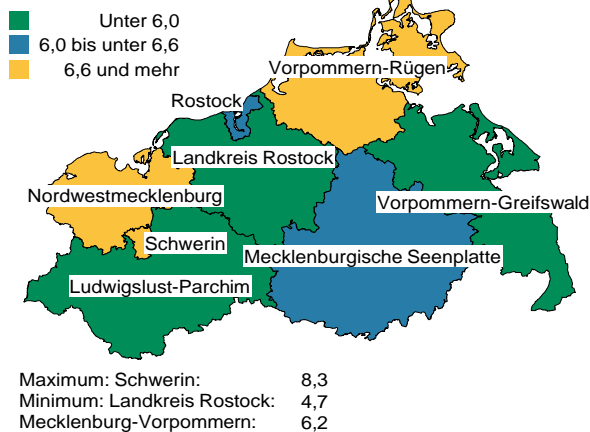 Unter 6,0
6,0 bis unter 6,6
6,6 und mehr
Vorpommern-Rügen
Rostock
Landkreis Rostock
Nordwestmecklenburg
Vorpommern-Greifswald
Schwerin
Mecklenburgische Seenplatte
Ludwigslust-Parchim
Maximum: Schwerin: 8,3
Minimum: Landkreis Rostock: 4,7
Mecklenburg-Vorpommern: 6,2